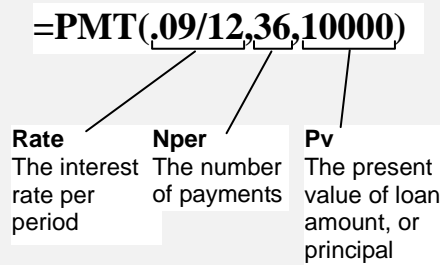 =PMT(.09/12,36,10000)
Rate
The interest
rate per
period
Nper
The number
of payments
Pv
The present
value of loan
amount, or
principal